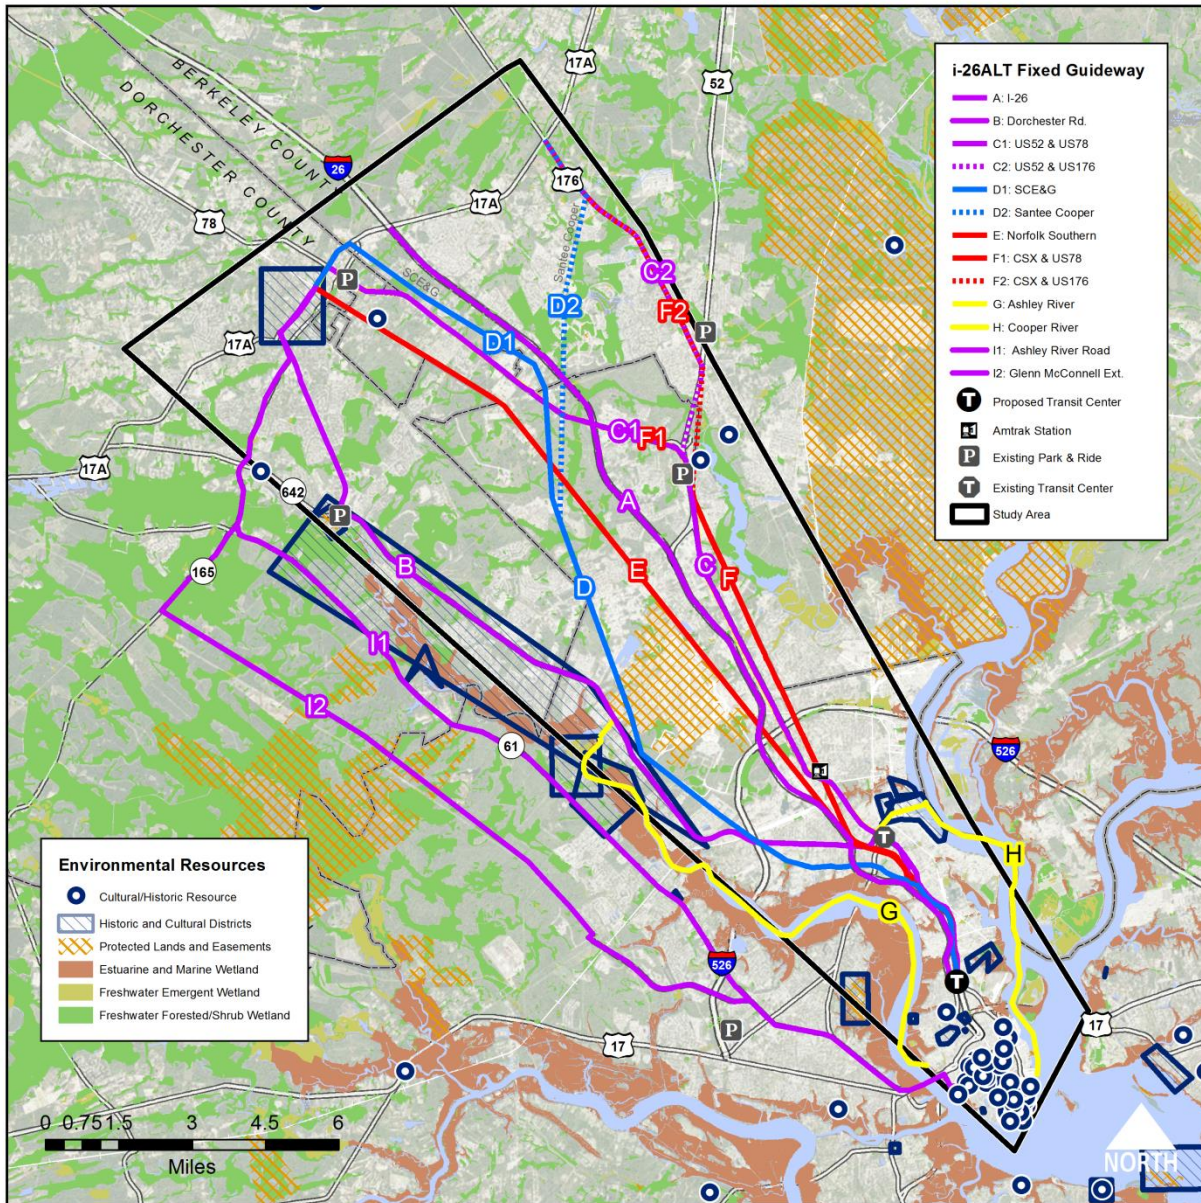 17A
52
BERKELEY COUNTY
DORCHESTER COUNTY
26
176
17A
78
Santee Cooper
SCE&G
C2
D2
F2
P
P
17A
D1
C1
F1
P
17A
642
A
P
B
E
C
F
165
D
I1
I2
61
526
H
T
G
526
T
P
17
17
i-26ALT Fixed Guideway
A: I-26
B: Dorchester Rd.
C1: US52 & US78
C2: US52 & US176
D1: SCE&G
D2: Santee Cooper
E: Norfolk Southern
F1: CSX & US78
F2: CSX & US176
G: Ashley River
H: Cooper River
I1: Ashley River Road
I2: Glenn McConnell Ext.
T Proposed Transit Center
Amtrak Station
P Existing Park & Ride
T Existing Transit Center
Study Area
Environmental Resources
Cultural/Historic Resource
Historic and Cultural Districts
Protected Lands and Easements
Estuarine and Marine Wetland
Freshwater Emergent Wetland
Freshwater Forested/Shrub Wetland
0 0.75 1.5 3 4.5 6
Miles
NORTH